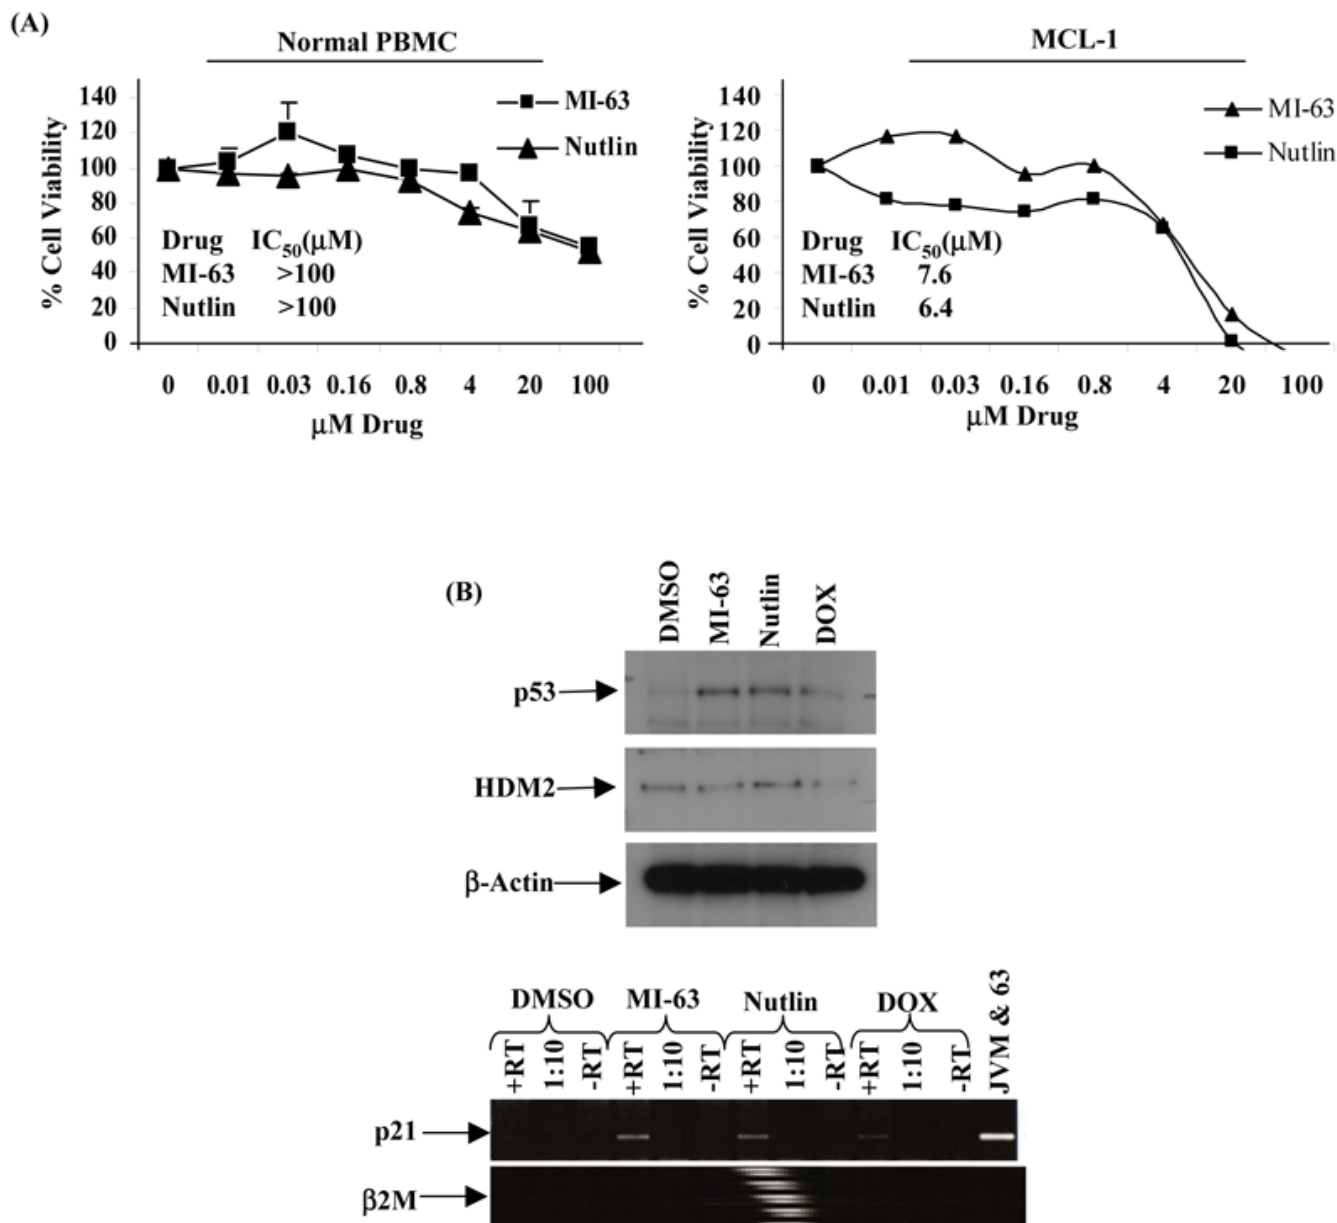 (A)
Normal PBMC
% Cell Viability
140
120
100
80
60
40
20
0
MI-63
Nutlin
Drug IC50(μM)
MI-63 >100
Nutlin >100
0 0.01 0.03 0.16 0.8 4 20 100
μM Drug
MCL-1
% Cell Viability
140
120
100
80
60
40
20
0
MI-63
Nutlin
Drug IC50(μM)
MI-63 7.6
Nutlin 6.4
0 0.01 0.03 0.16 0.8 4 20 100
μM Drug
(B)
DMSO MI-63 Nutlin DOX
p53
HDM2
β-Actin
DMSO MI-63 Nutlin DOX JVM & 63
+RT 1:10 -RT +RT 1:10 -RT +RT 1:10 -RT +RT 1:10 -RT
p21
β2M